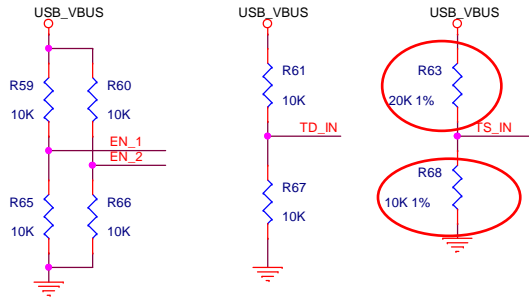 USB_VBUS
R59
10K
R60
10K
EN_1
EN_2
R65
10K
R66
10K
USB_VBUS
R61
10K
TD_IN
R67
10K
USB_VBUS
R63
20K 1%
TS_IN
R68
10K 1%